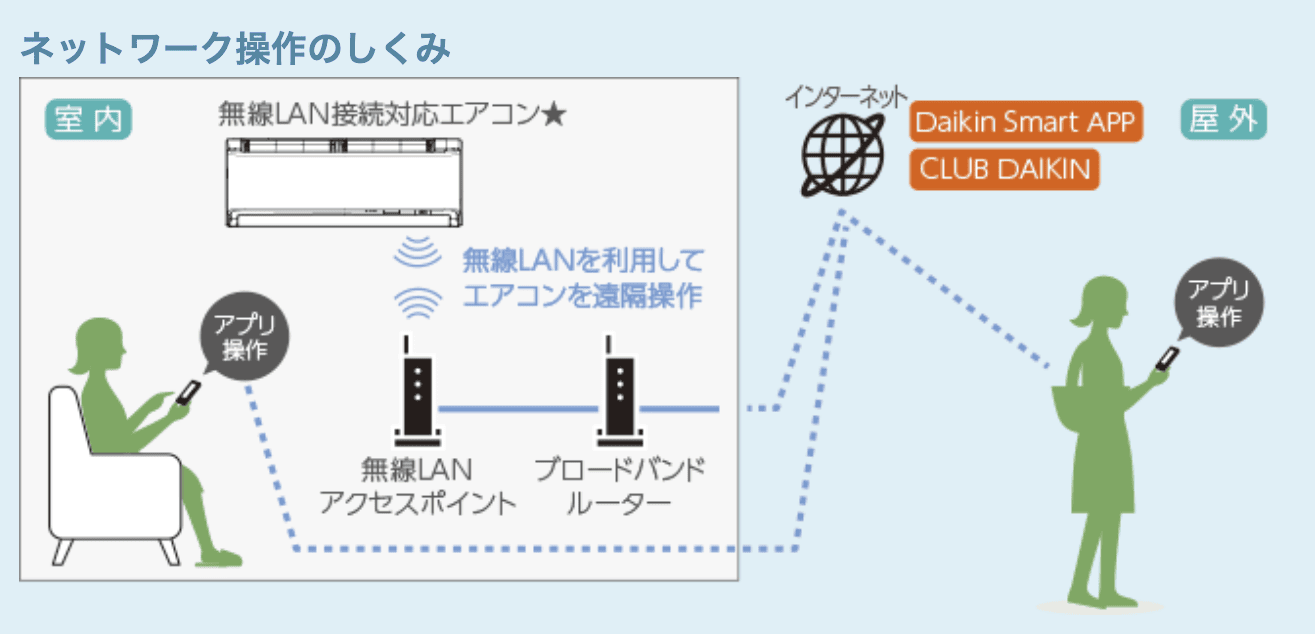 ネットワーク操作のしくみ
室内
無線LAN接続対応エアコン★
無線LANを利用して
エアコンを遠隔操作
アプリ
操作
無線LAN
アクセスポイント
ブロードバンド
ルーター
インターネット
Daikin Smart APP
CLUB DAIKIN
屋外
アプリ
操作